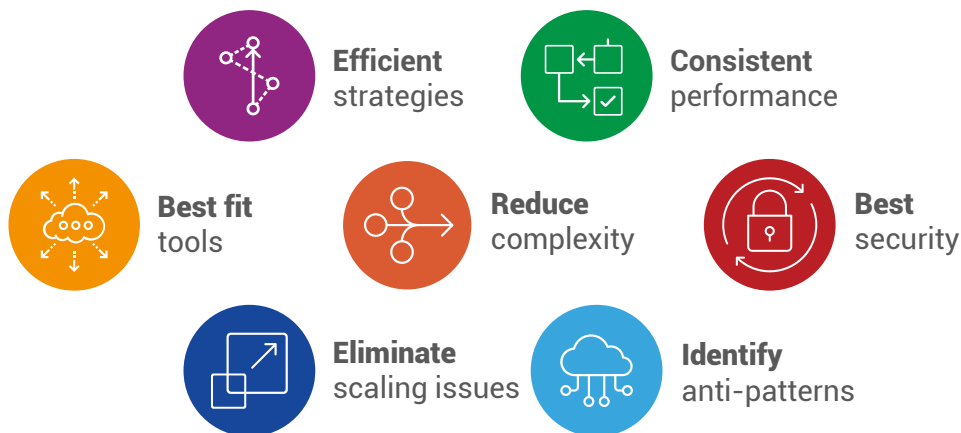 Efficient
strategies
Consistent
performance
Best fit
tools
Reduce
complexity
Best
security
Eliminate
scaling issues
Identify
anti-patterns